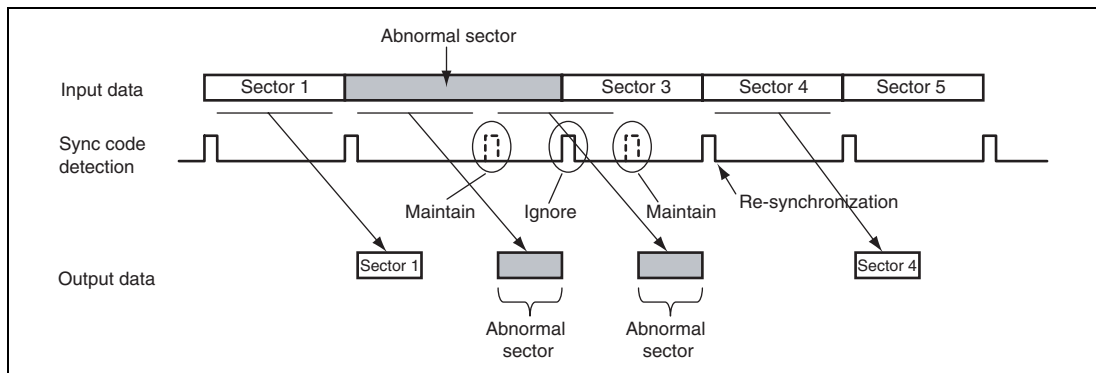 Abnormal sector
Input data
Sector 1
Sector 3
Sector 4
Sector 5
Sync code
detection
Maintain
Ignore
Maintain
Re-synchronization
Output data
Sector 1
Sector 4
Abnormal
sector
Abnormal
sector